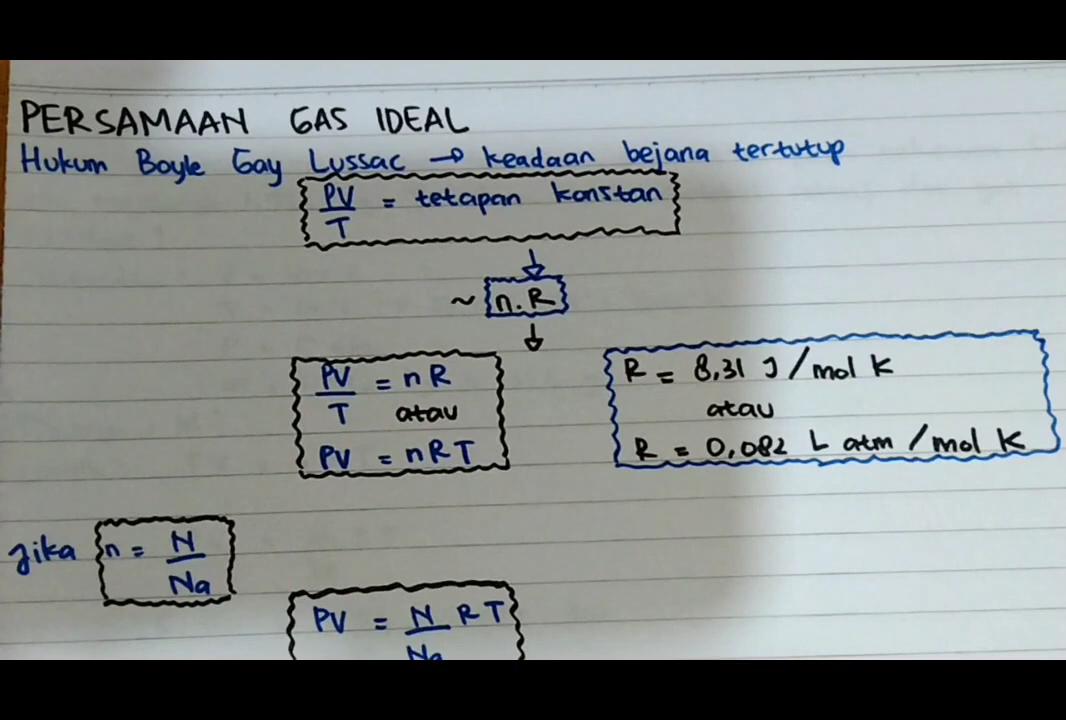 PERSAMAAN GAS IDEAL
Hukum Boyle Gay Lussac → keadaan bejana tertutup
PV/T = tetapan konstan
↓
~ n.R
↓
PV/T = nR
atau
PV = nRT
R = 8,31 J/mol K
atau
R = 0,082 L atm/mol K
Jika n = N/Na
PV = N/Na RT